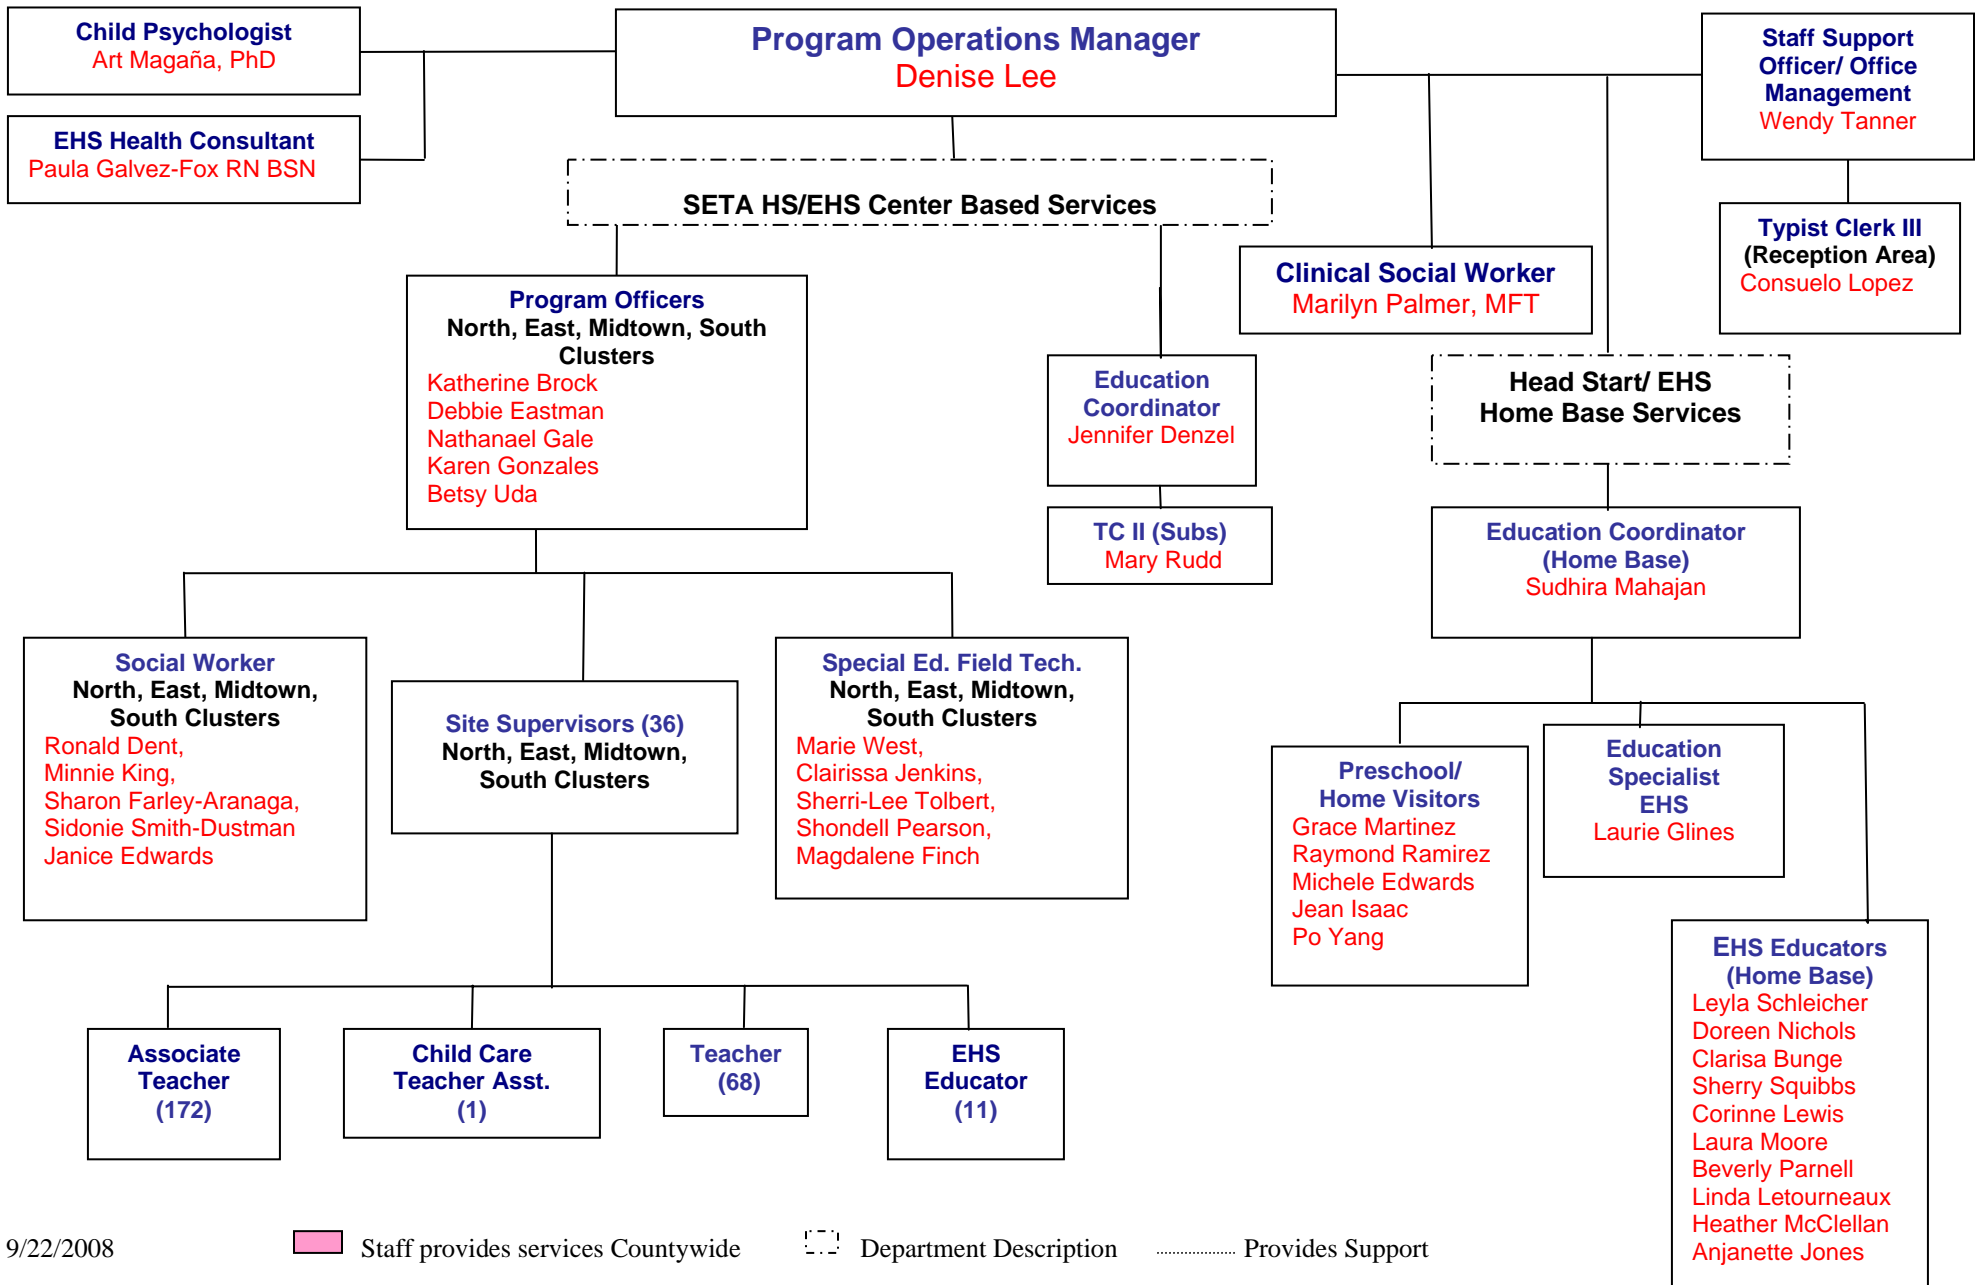 Child Psychologist
Art Magaña, PhD
EHS Health Consultant
Paula Galvez-Fox RN BSN
Program Operations Manager
Denise Lee
Staff Support
Officer/ Office
Management
Wendy Tanner
Typist Clerk III
(Reception Area)
Consuelo Lopez
SETA HS/EHS Center Based Services
Clinical Social Worker
Marilyn Palmer, MFT
Program Officers
North, East, Midtown, South
Clusters
Katherine Brock
Debbie Eastman
Nathanael Gale
Karen Gonzales
Betsy Uda
Education
Coordinator
Jennifer Denzel
TC II (Subs)
Mary Rudd
Head Start/ EHS
Home Base Services
Education Coordinator
(Home Base)
Sudhira Mahajan
Social Worker
North, East, Midtown,
South Clusters
Ronald Dent,
Minnie King,
Sharon Farley-Aranaga,
Sidonie Smith-Dustman
Janice Edwards
Site Supervisors (36)
North, East, Midtown,
South Clusters
Special Ed. Field Tech.
North, East, Midtown,
South Clusters
Marie West,
Clairissa Jenkins,
Sherri-Lee Tolbert,
Shondell Pearson,
Magdalene Finch
Preschool/
Home Visitors
Grace Martinez
Raymond Ramirez
Michele Edwards
Jean Isaac
Po Yang
Education
Specialist
EHS
Laurie Glines
EHS Educators
(Home Base)
Leyla Schleicher
Doreen Nichols
Clarisa Bunge
Sherry Squibbs
Corinne Lewis
Laura Moore
Beverly Parnell
Linda Letourneaux
Heather McClellan
Anjanette Jones
Associate
Teacher
(172)
Child Care
Teacher Asst.
(1)
Teacher
(68)
EHS
Educator
(11)
9/22/2008
Staff provides services Countywide
Department Description
Provides Support